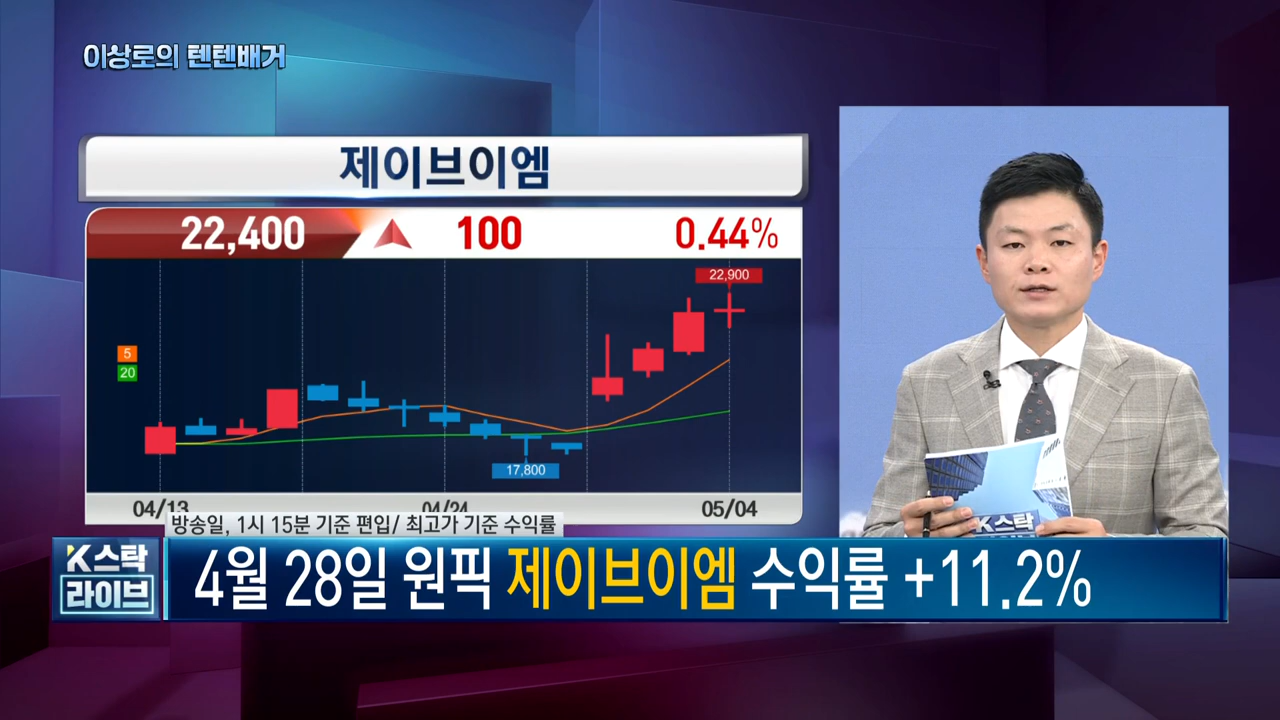 이상로의 텐텐배거
제이브이엠
22,400 100 0.44%
22,900
5
20
17,800
04/13 04/24 05/04
방송일, 1시 15분 기준 편입/ 최고가 기준 수익률
K스탁
K스탁
라이브
4월 28일 원픽 제이브이엠 수익률 +11.2%